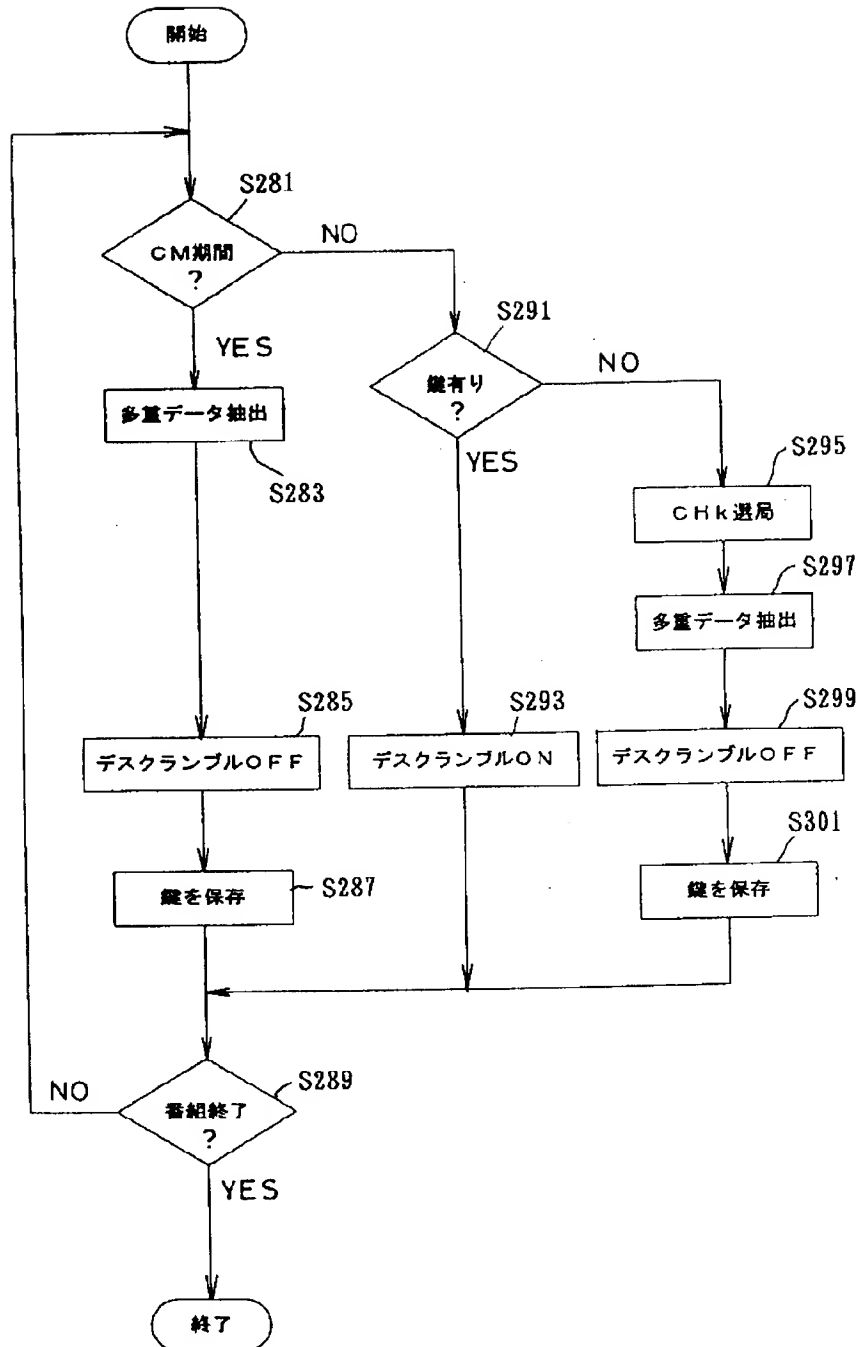 開始
S281
CM期間
?
NO
YES
S291
鍵有り
?
NO
YES
多重データ抽出
S283
S295
CHk選局
S297
多重データ抽出
S285
デスクランブルOFF
S293
デスクランブルON
S299
デスクランブルOFF
S287
鍵を保存
S301
鍵を保存
S289
番組終了
?
NO
YES
終了